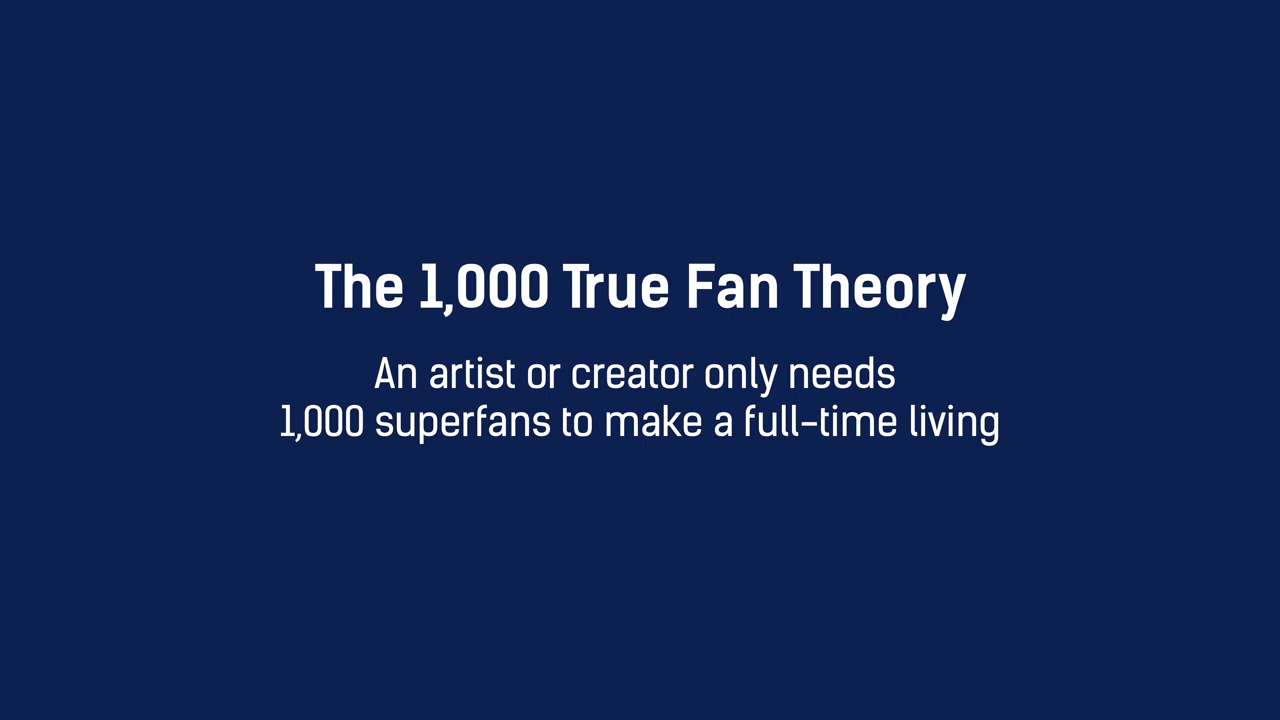 The 1,000 True Fan Theory
An artist or creator only needs
1,000 superfans to make a full-time living